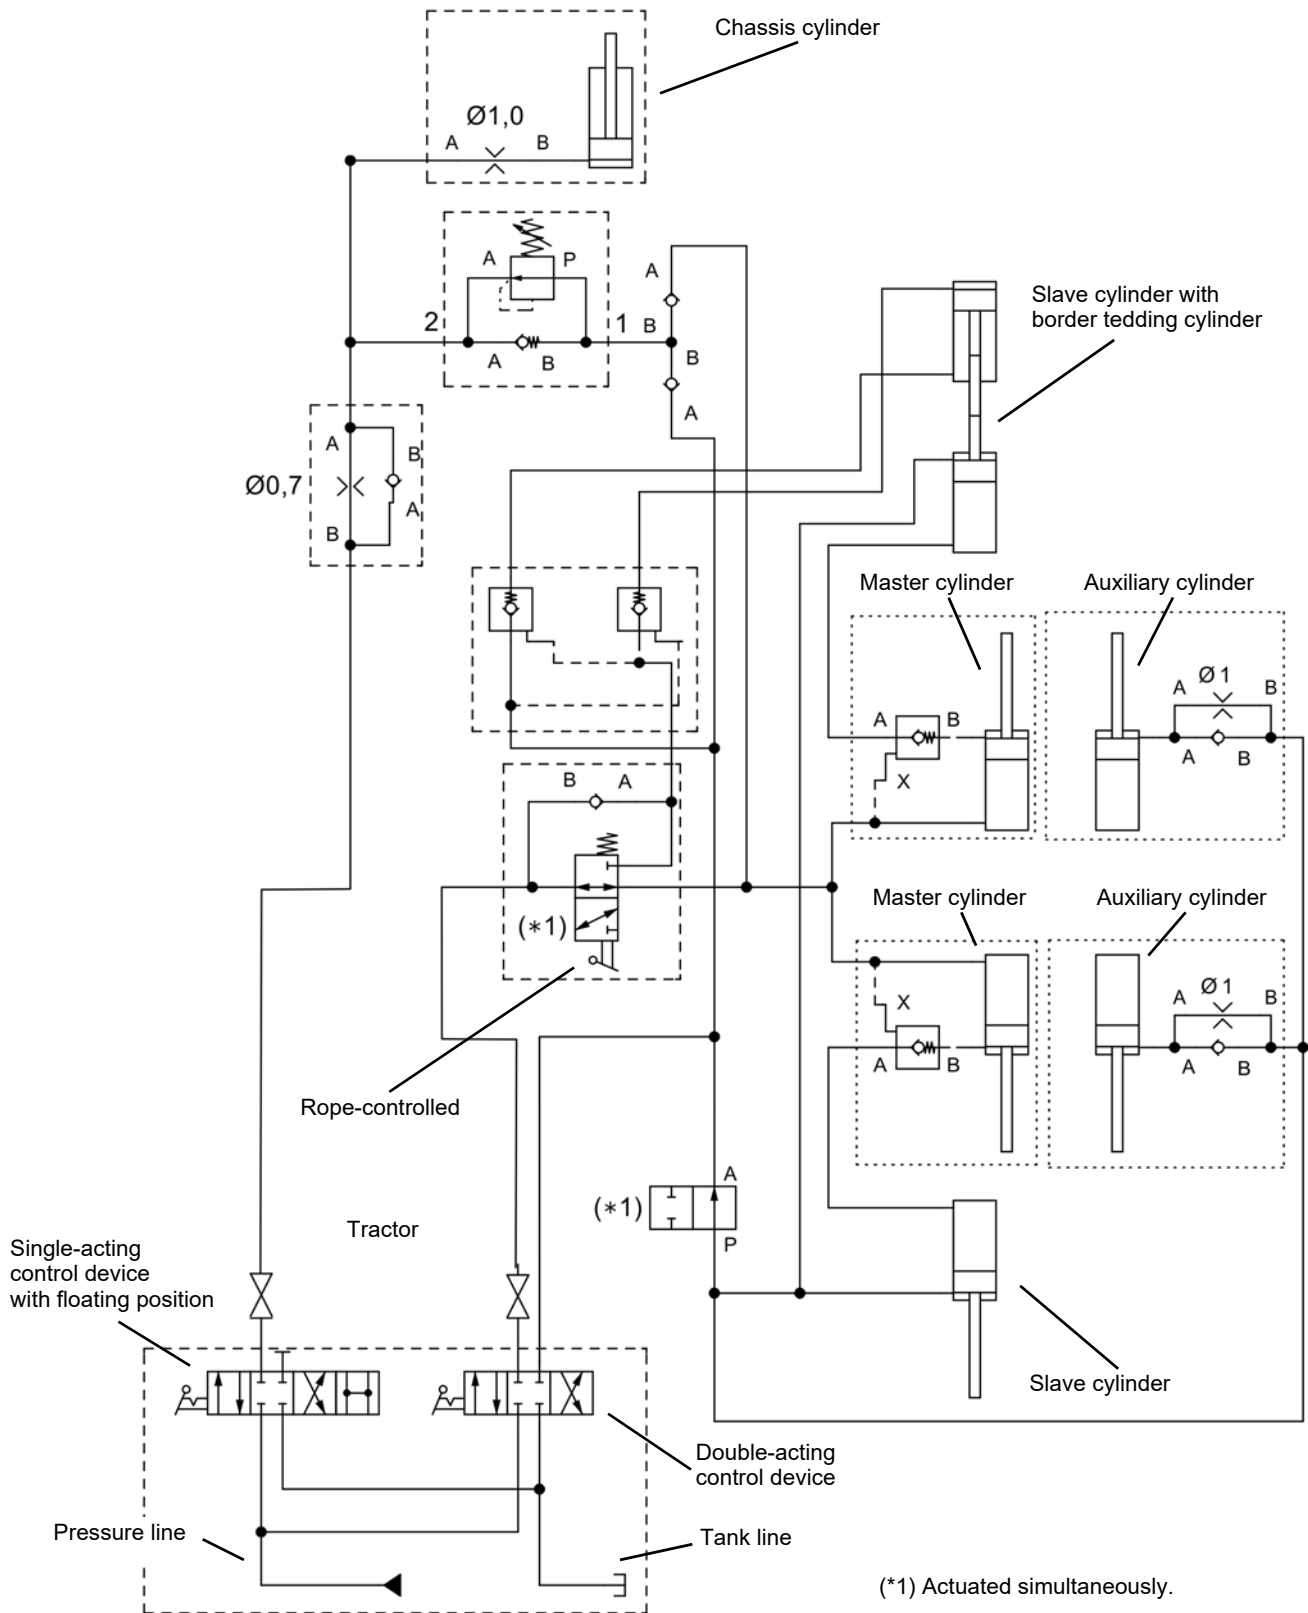 Chassis cylinder
Ø1,0
A
B
A
P
2
1
A
B
A
B
B
A
Slave cylinder with
border tedding cylinder
A
B
Ø0,7
A
B
Master cylinder
Auxiliary cylinder
Ø 1
A
B
A
B
A
B
X
B
A
(*1)
Master cylinder
Auxiliary cylinder
X
Ø 1
A
B
A
B
A
B
Rope-controlled
A
(*1)
P
Tractor
Single-acting
control device
with floating position
Slave cylinder
Double-acting
control device
Pressure line
Tank line
(*1) Actuated simultaneously.